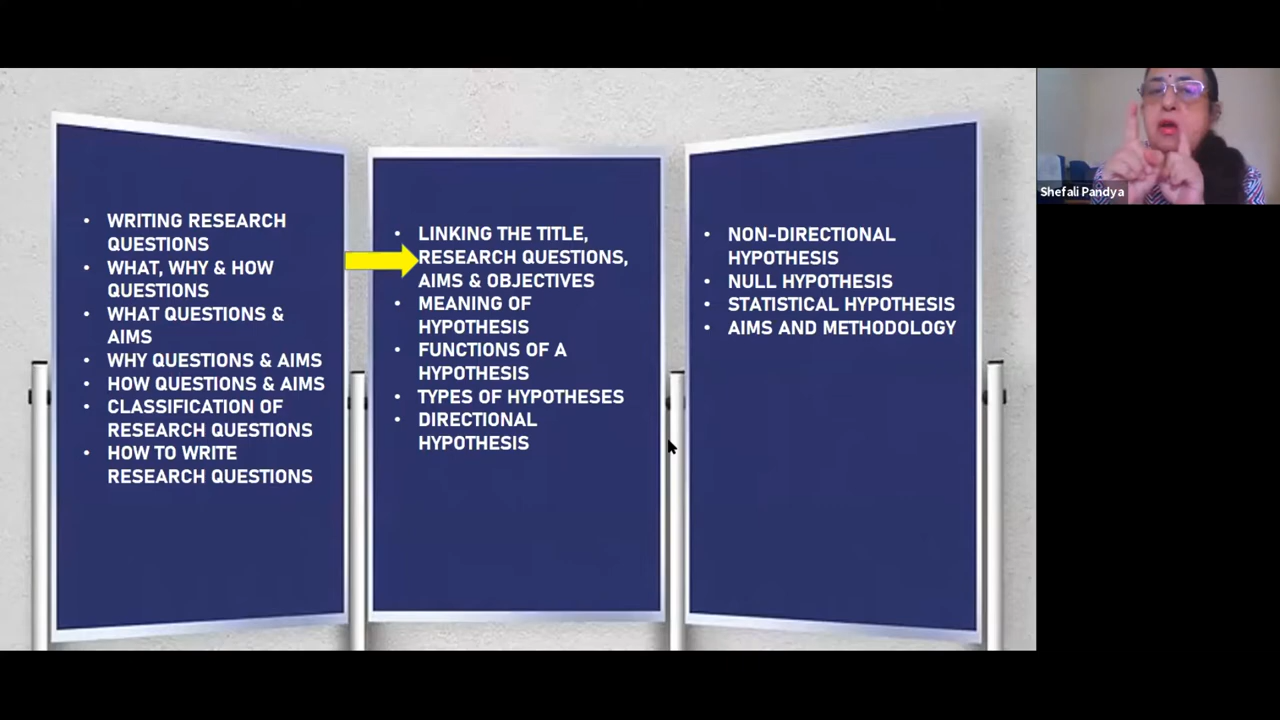 • WRITING RESEARCH
QUESTIONS
• WHAT, WHY & HOW
QUESTIONS
• WHAT QUESTIONS &
AIMS
• WHY QUESTIONS & AIMS
• HOW QUESTIONS & AIMS
• CLASSIFICATION OF
RESEARCH QUESTIONS
• HOW TO WRITE
RESEARCH QUESTIONS
• LINKING THE TITLE,
RESEARCH QUESTIONS,
AIMS & OBJECTIVES
• MEANING OF
HYPOTHESIS
• FUNCTIONS OF A
HYPOTHESIS
• TYPES OF HYPOTHESES
• DIRECTIONAL
HYPOTHESIS
• NON-DIRECTIONAL
HYPOTHESIS
• NULL HYPOTHESIS
• STATISTICAL HYPOTHESIS
• AIMS AND METHODOLOGY
Shefali Pandya